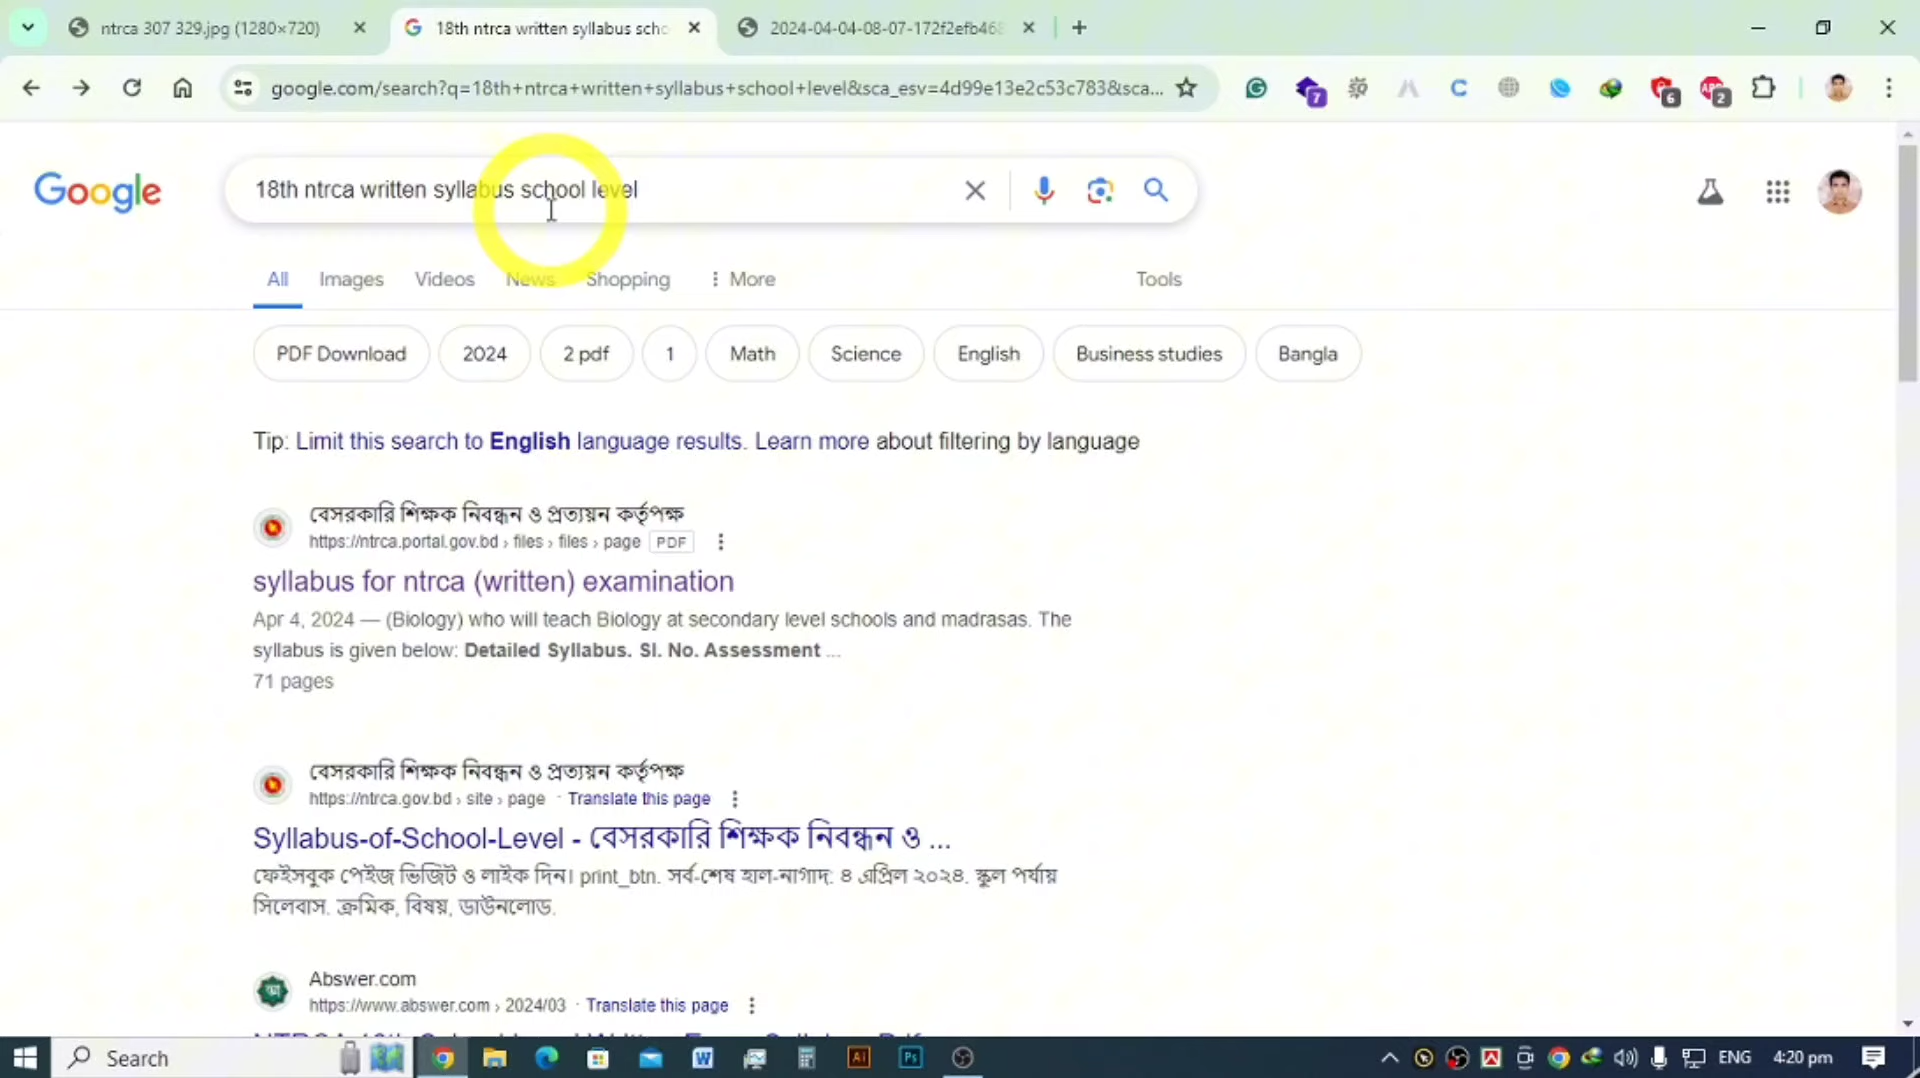 ntrca 307 329.jpg (1280×720)
18th ntrca written syllabus scho
2024-04-04-08-07-172f2efb468
google.com/search?q=18th+ntrca+written+syllabus+school+level&sca_esv=4d99e13e2c53c783&sca...
7
6
2
Google
18th ntrca written syllabus school level
All
Images
Videos
News
Shopping
More
Tools
PDF Download
2024
2 pdf
1
Math
Science
English
Business studies
Bangla
Tip: Limit this search to English language results. Learn more about filtering by language
বেসরকারি শিক্ষক নিবন্ধন ও প্রত্যয়ন কর্তৃপক্ষ
https://ntrca.portal.gov.bd › files › files › page PDF
syllabus for ntrca (written) examination
Apr 4, 2024 — (Biology) who will teach Biology at secondary level schools and madrasas. The
syllabus is given below: Detailed Syllabus. Sl. No. Assessment ...
71 pages
বেসরকারি শিক্ষক নিবন্ধন ও প্রত্যয়ন কর্তৃপক্ষ
https://ntrca.gov.bd › site › page · Translate this page
Syllabus-of-School-Level - বেসরকারি শিক্ষক নিবন্ধন ও ...
ফেইসবুক পেইজ ভিজিট ও লাইক দিন। print_btn. সর্ব-শেষ হাল-নাগাদ: ৪ এপ্রিল ২০২৪. স্কুল পর্যায়
সিলেবাস. ক্রমিক, বিষয়, ডাউনলোড.
Abswer.com
https://www.abswer.com › 2024/03 · Translate this page
Search
W
Ai
Ps
ENG
4:20 pm